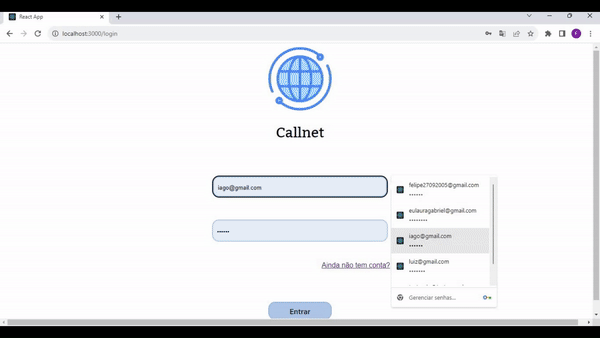 React App
localhost:3000/login
F
Callnet
iago@gmail.com
••••••
Ainda não tem conta?
Entrar
felipe27092005@gmail.com
••••••
eulauragabriel@gmail.com
••••••••
iago@gmail.com
••••••
luiz@gmail.com
•••••••
Gerenciar senhas...